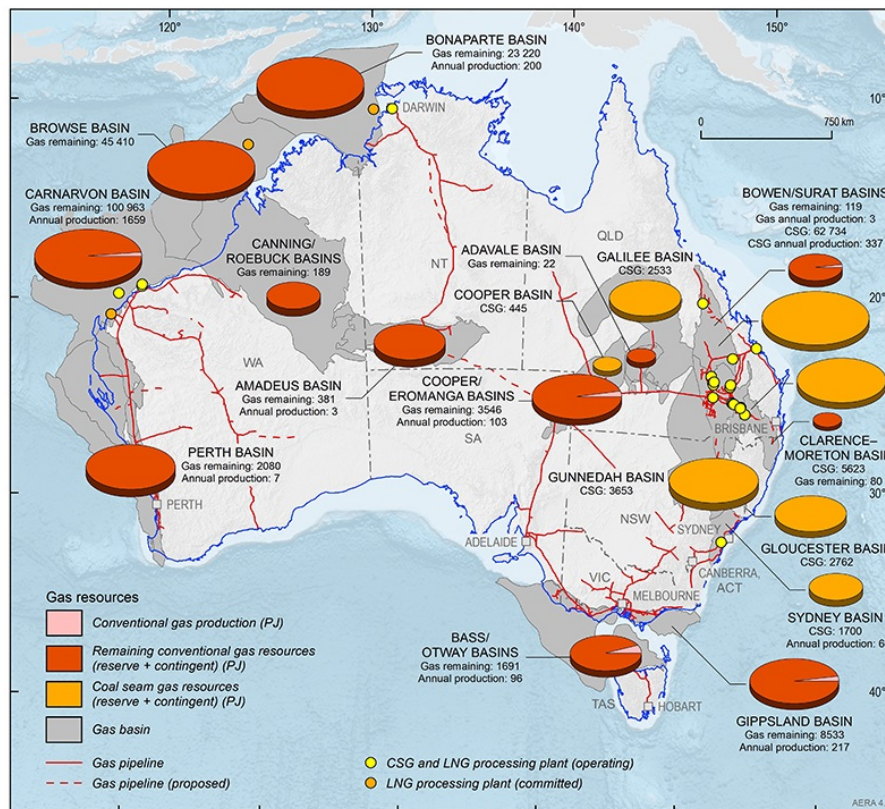 120°
130°
140°
150°
BONAPARTE BASIN
Gas remaining: 23 220
Annual production: 200
10°
DARWIN
0
750 km
BROWSE BASIN
Gas remaining: 45 410
CARNARVON BASIN
Gas remaining: 100 963
Annual production: 1659
BOWEN/SURAT BASINS
Gas remaining: 119
Gas annual production: 3
CSG: 62 734
CSG annual production: 337
CANNING/
ROEBUCK BASINS
Gas remaining: 189
NT
ADAVALE BASIN
Gas remaining: 22
QLD
GALILEE BASIN
CSG: 2533
COOPER BASIN
CSG: 445
20°
WA
AMADEUS BASIN
Gas remaining: 381
Annual production: 3
COOPER/
EROMANGA BASINS
Gas remaining: 3546
Annual production: 103
SA
BRISBANE
CLARENCE–
MORETON BASIN
CSG: 5623
Gas remaining: 80
PERTH BASIN
Gas remaining: 2080
Annual production: 7
GUNNEDAH BASIN
CSG: 3653
30°
PERTH
NSW
SYDNEY
GLOUCESTER BASIN
CSG: 2762
ADELAIDE
CANBERRA,
ACT
VIC
MELBOURNE
SYDNEY BASIN
CSG: 1700
Annual production: 6
BASS/
OTWAY BASINS
Gas remaining: 1691
Annual production: 96
40°
TAS
HOBART
GIPPSLAND BASIN
Gas remaining: 8533
Annual production: 217
Gas resources
Conventional gas production (PJ)
Remaining conventional gas resources
(reserve + contingent) (PJ)
Coal seam gas resources
(reserve + contingent) (PJ)
Gas basin
Gas pipeline
Gas pipeline (proposed)
CSG and LNG processing plant (operating)
LNG processing plant (committed)
AERA 4